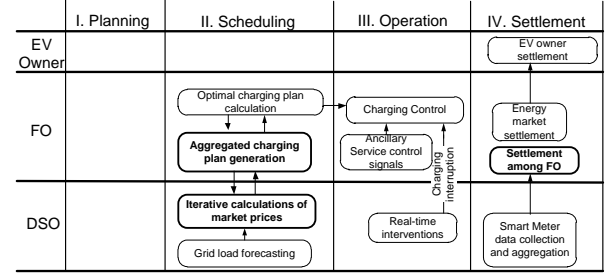 I. Planning
II. Scheduling
III. Operation
IV. Settlement
EV
Owner
EV owner
settlement
FO
Optimal charging plan
calculation
Charging Control
Energy
market
settlement
Aggregated charging
plan generation
Ancillary
Service control
signals
Charging
interruption
Settlement
among FO
DSO
Iterative calculations of
market prices
Real-time
interventions
Smart Meter
data collection
and aggregation
Grid load forecasting